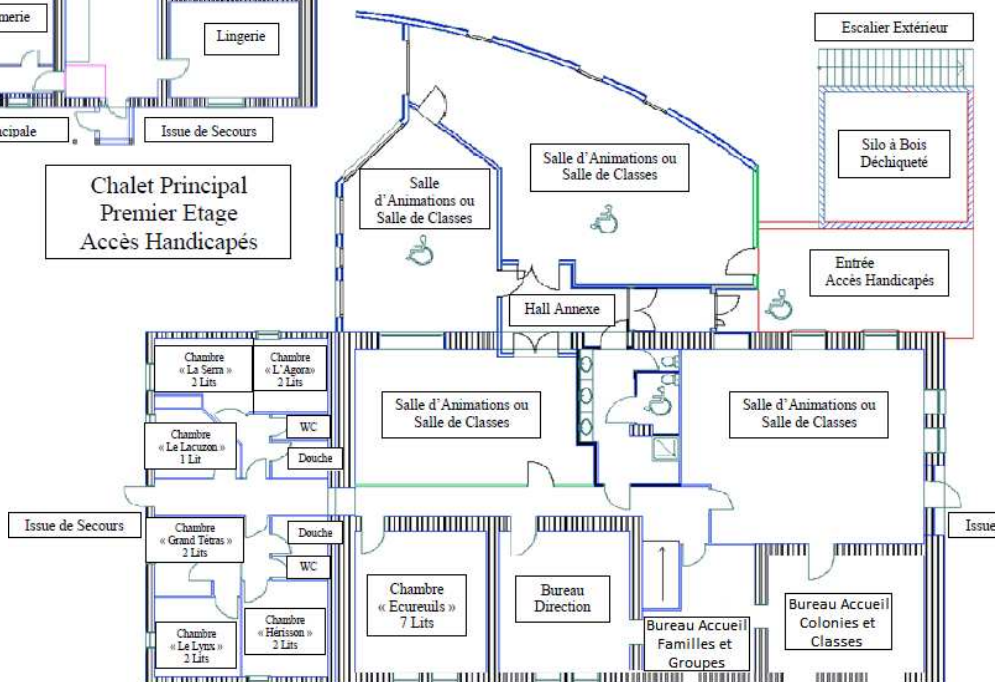 Lingerie
Escalier Extérieur
Issue de Secours
Silo à Bois
Déchiqueté
Chalet Principal
Premier Etage
Accès Handicapés
Salle
d'Animations ou
Salle de Classes
Salle d'Animations ou
Salle de Classes
Entrée
Accès Handicapés
Hall Annexe
Chambre
« La Serra »
2 Lits
Chambre
« L'Agora»
2 Lits
Salle d'Animations ou
Salle de Classes
Salle d'Animations ou
Salle de Classes
WC
Chambre
« Le Lacuzon »
1 Lit
Douche
Issue de Secours
Chambre
« Grand Tétras »
2 Lits
Douche
Issue
WC
Chambre
« Ecureuils »
7 Lits
Bureau
Direction
Bureau Accueil
Colonies et
Classes
Chambre
« Le Lynx »
2 Lits
Chambre
« Hérisson »
2 Lits
Bureau Accueil
Familles et
Groupes